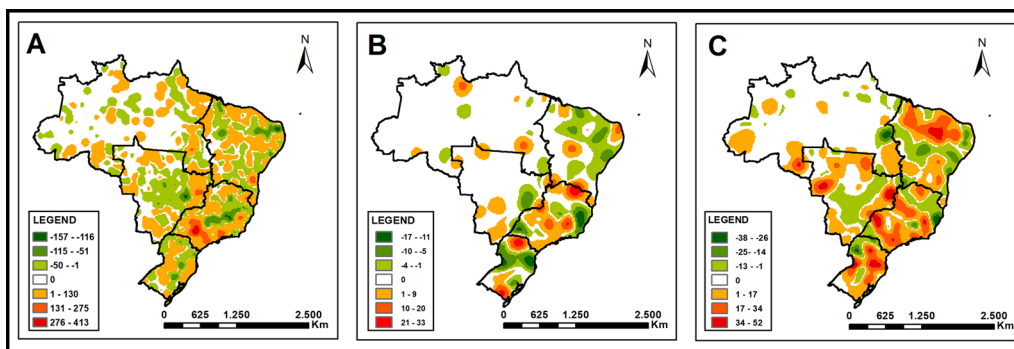 A
N
LEGEND
-157 - -116
-115 - -51
-50 - -1
0
1 - 130
131 - 275
276 - 413
0 625 1.250 2.500
Km
B
N
LEGEND
-17 - -11
-10 - -5
-4 - -1
0
1 - 9
10 - 20
21 - 33
0 625 1.250 2.500
Km
C
N
LEGEND
-38 - -26
-25 - -14
-13 - -1
0
1 - 17
17 - 34
34 - 52
0 625 1.250 2.500
Km